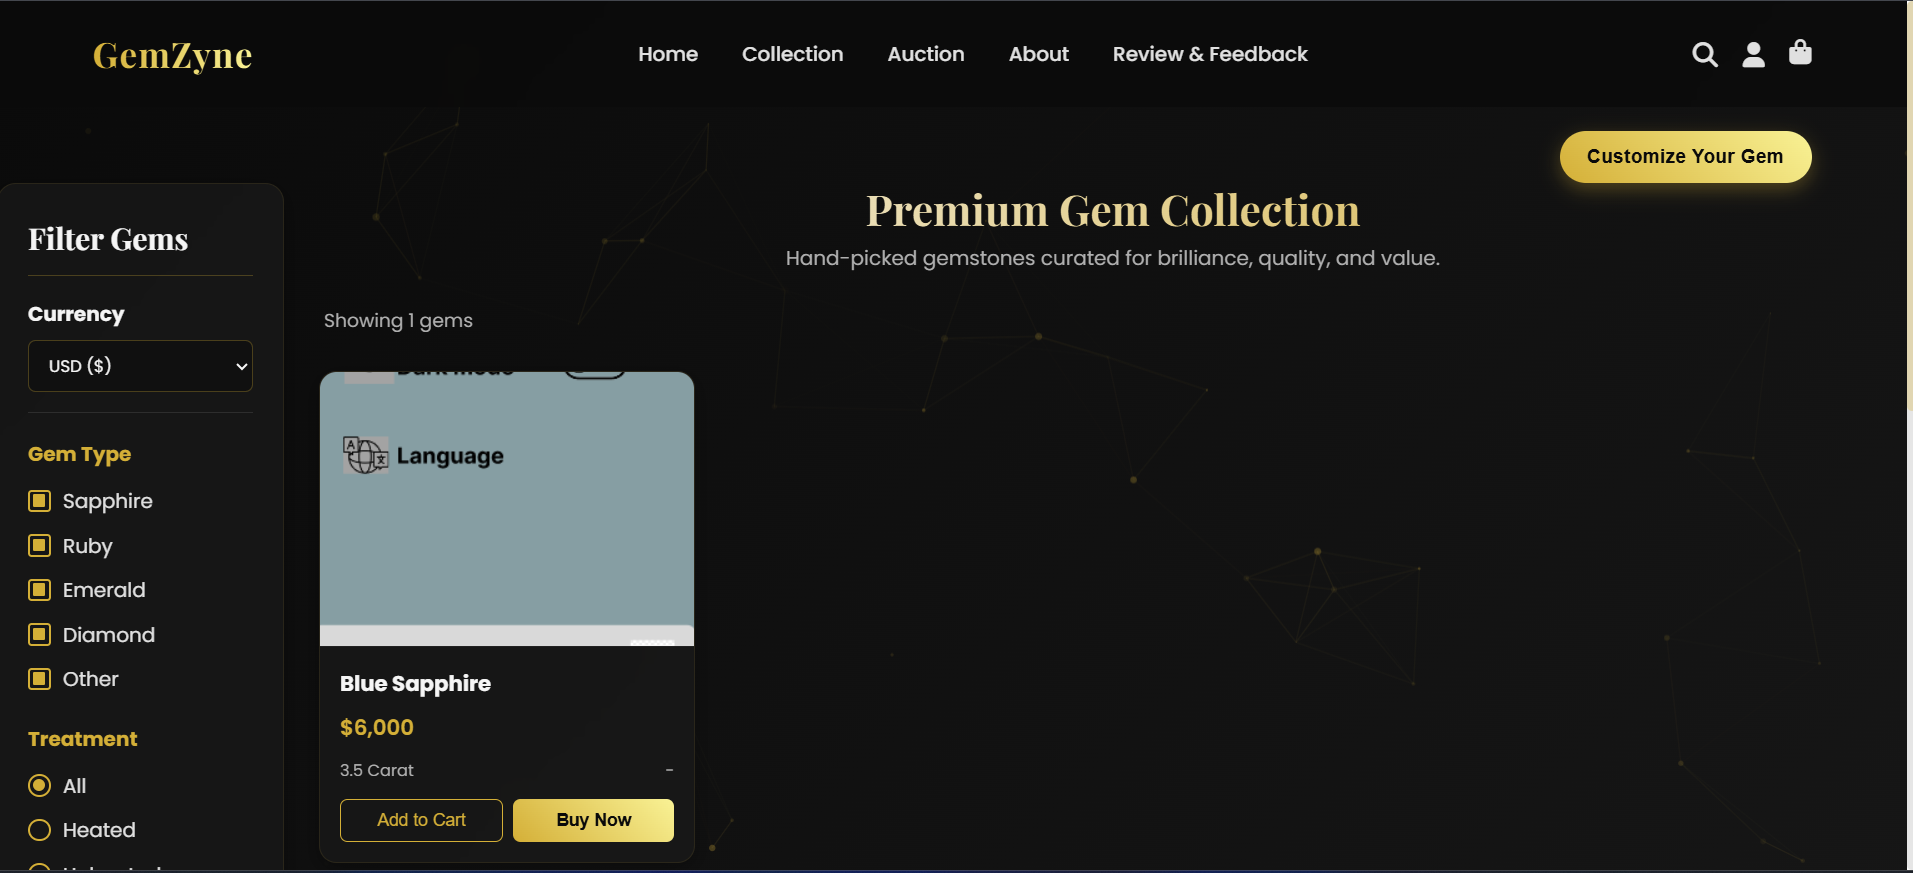 GemZyne
Home Collection Auction About Review & Feedback
Customize Your Gem
Filter Gems
Currency
USD ($)
Gem Type
Sapphire
Ruby
Emerald
Diamond
Other
Treatment
All
Heated
Premium Gem Collection
Hand-picked gemstones curated for brilliance, quality, and value.
Showing 1 gems
Language
Blue Sapphire
$6,000
3.5 Carat -
Add to Cart Buy Now